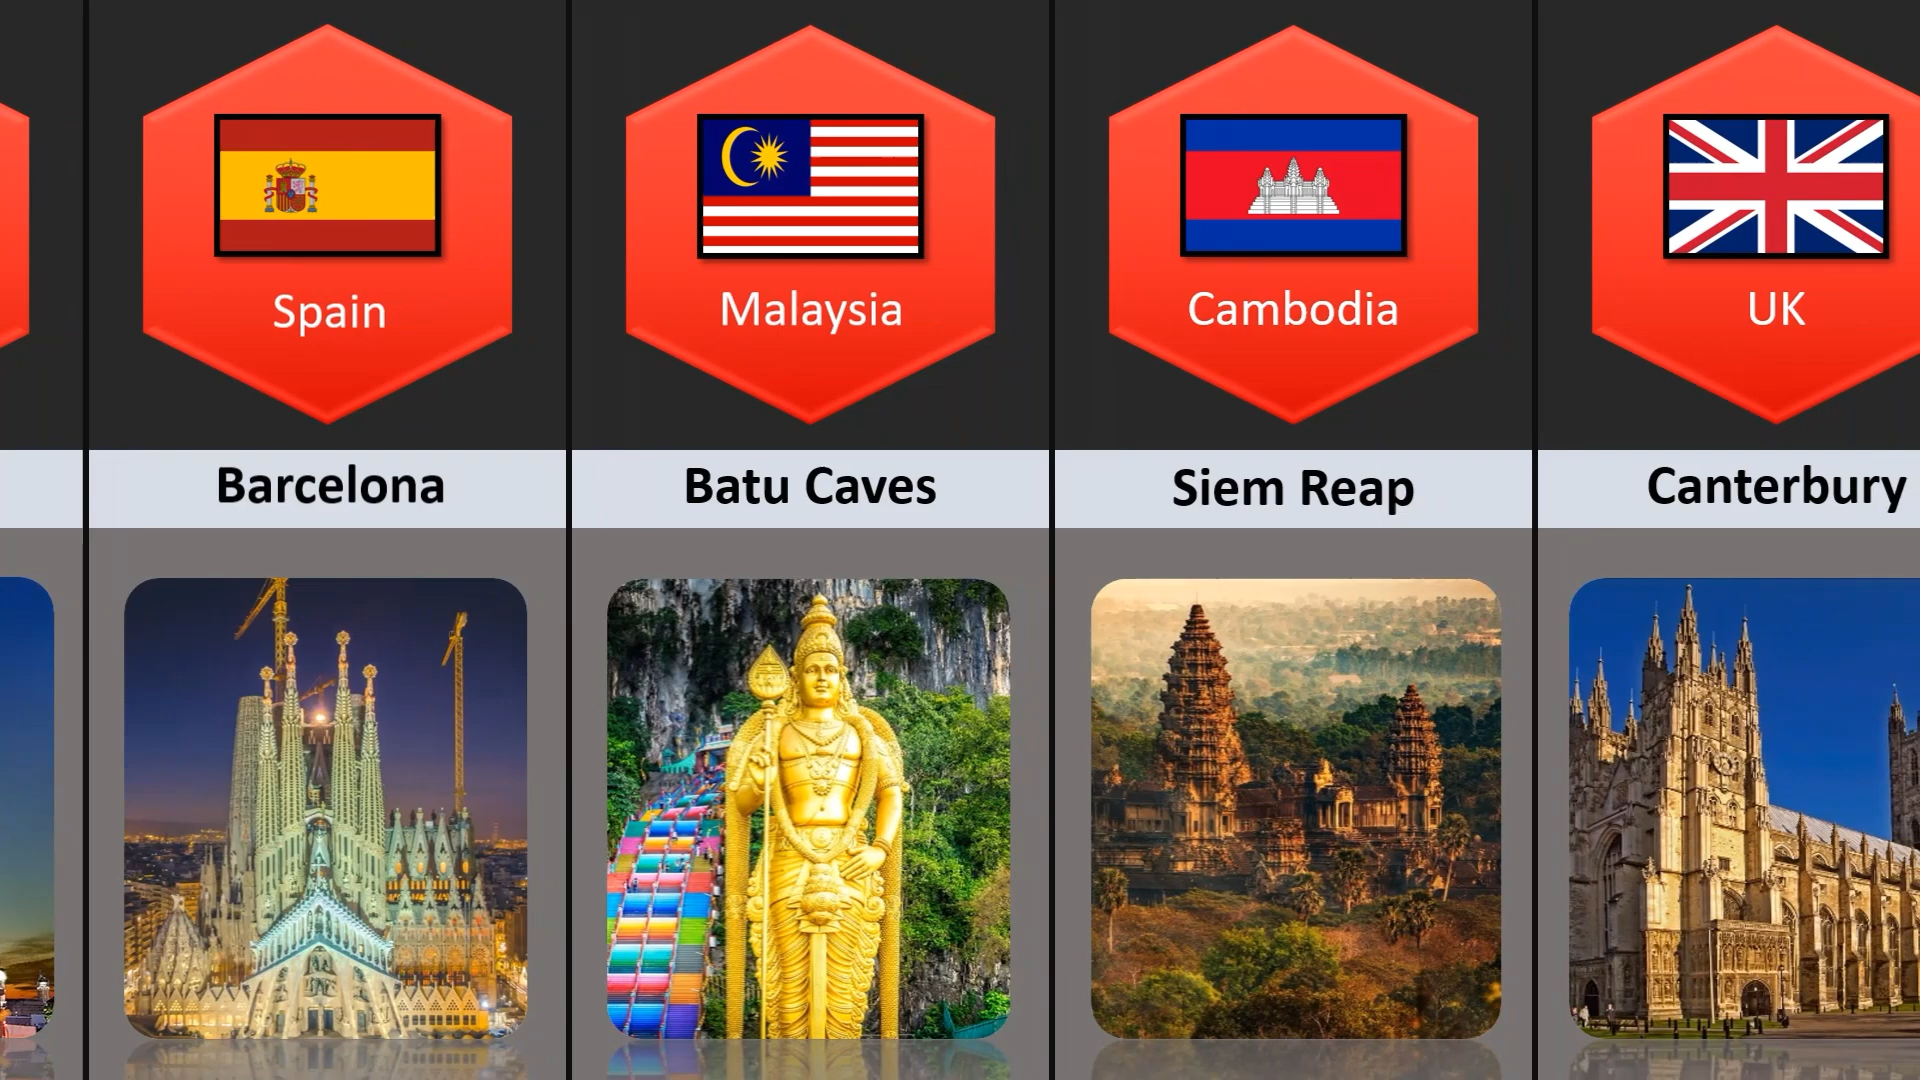 Spain
Malaysia
Cambodia
UK
Barcelona
Batu Caves
Siem Reap
Canterbury